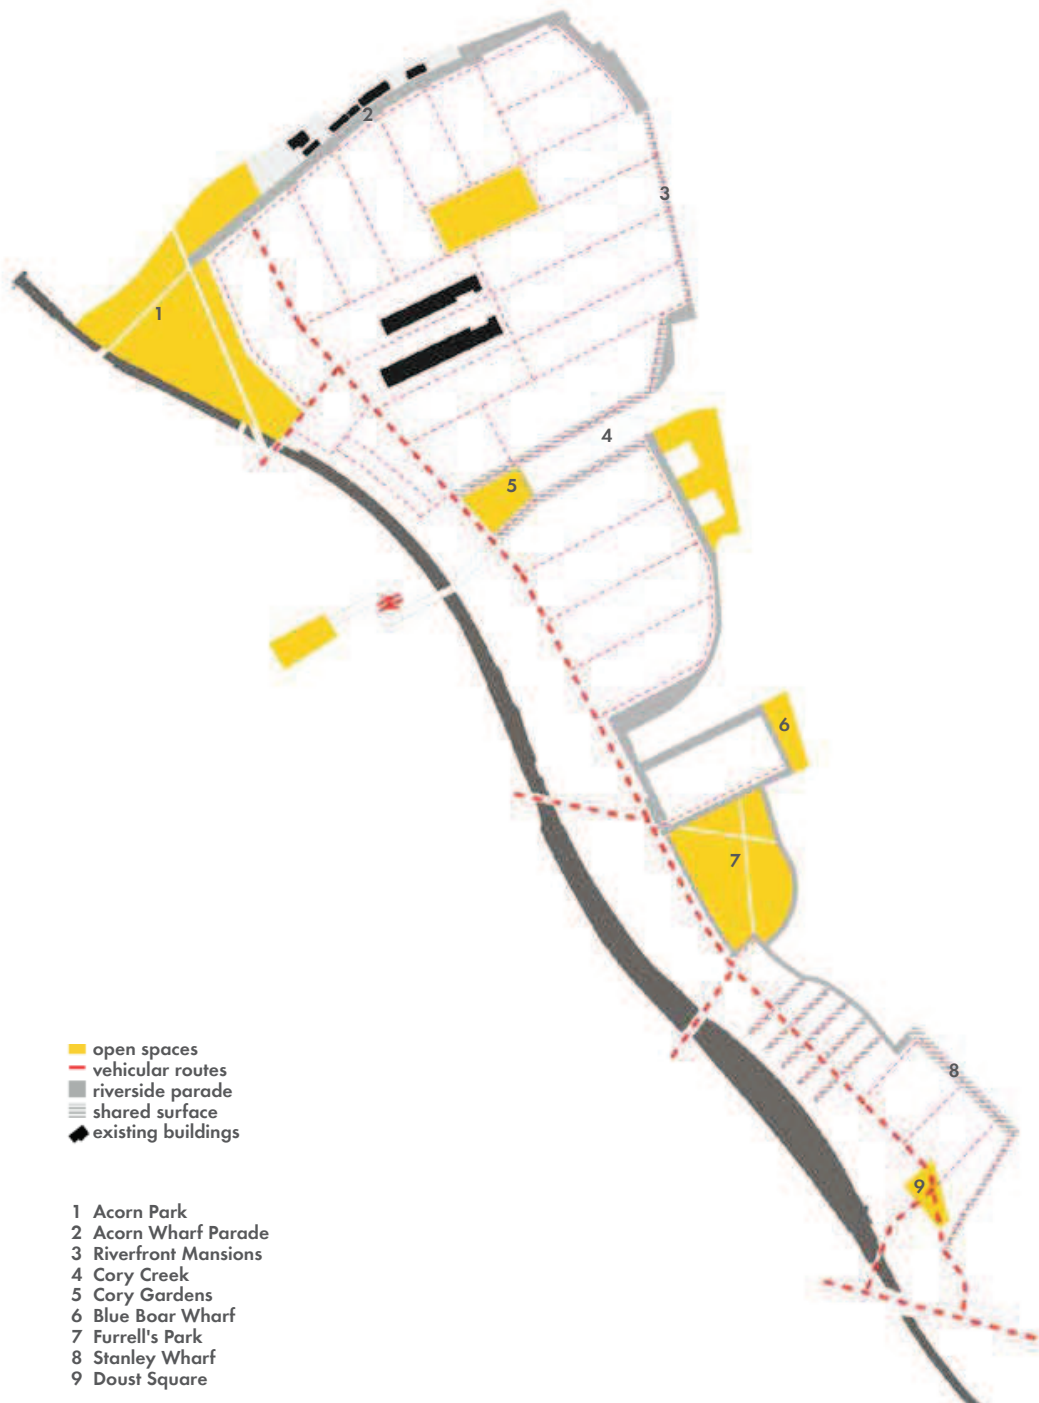 2
3
1
4
5
6
7
8
9
open spaces
vehicular routes
riverside parade
shared surface
existing buildings
1 Acorn Park
2 Acorn Wharf Parade
3 Riverfront Mansions
4 Cory Creek
5 Cory Gardens
6 Blue Boar Wharf
7 Furrell's Park
8 Stanley Wharf
9 Doust Square